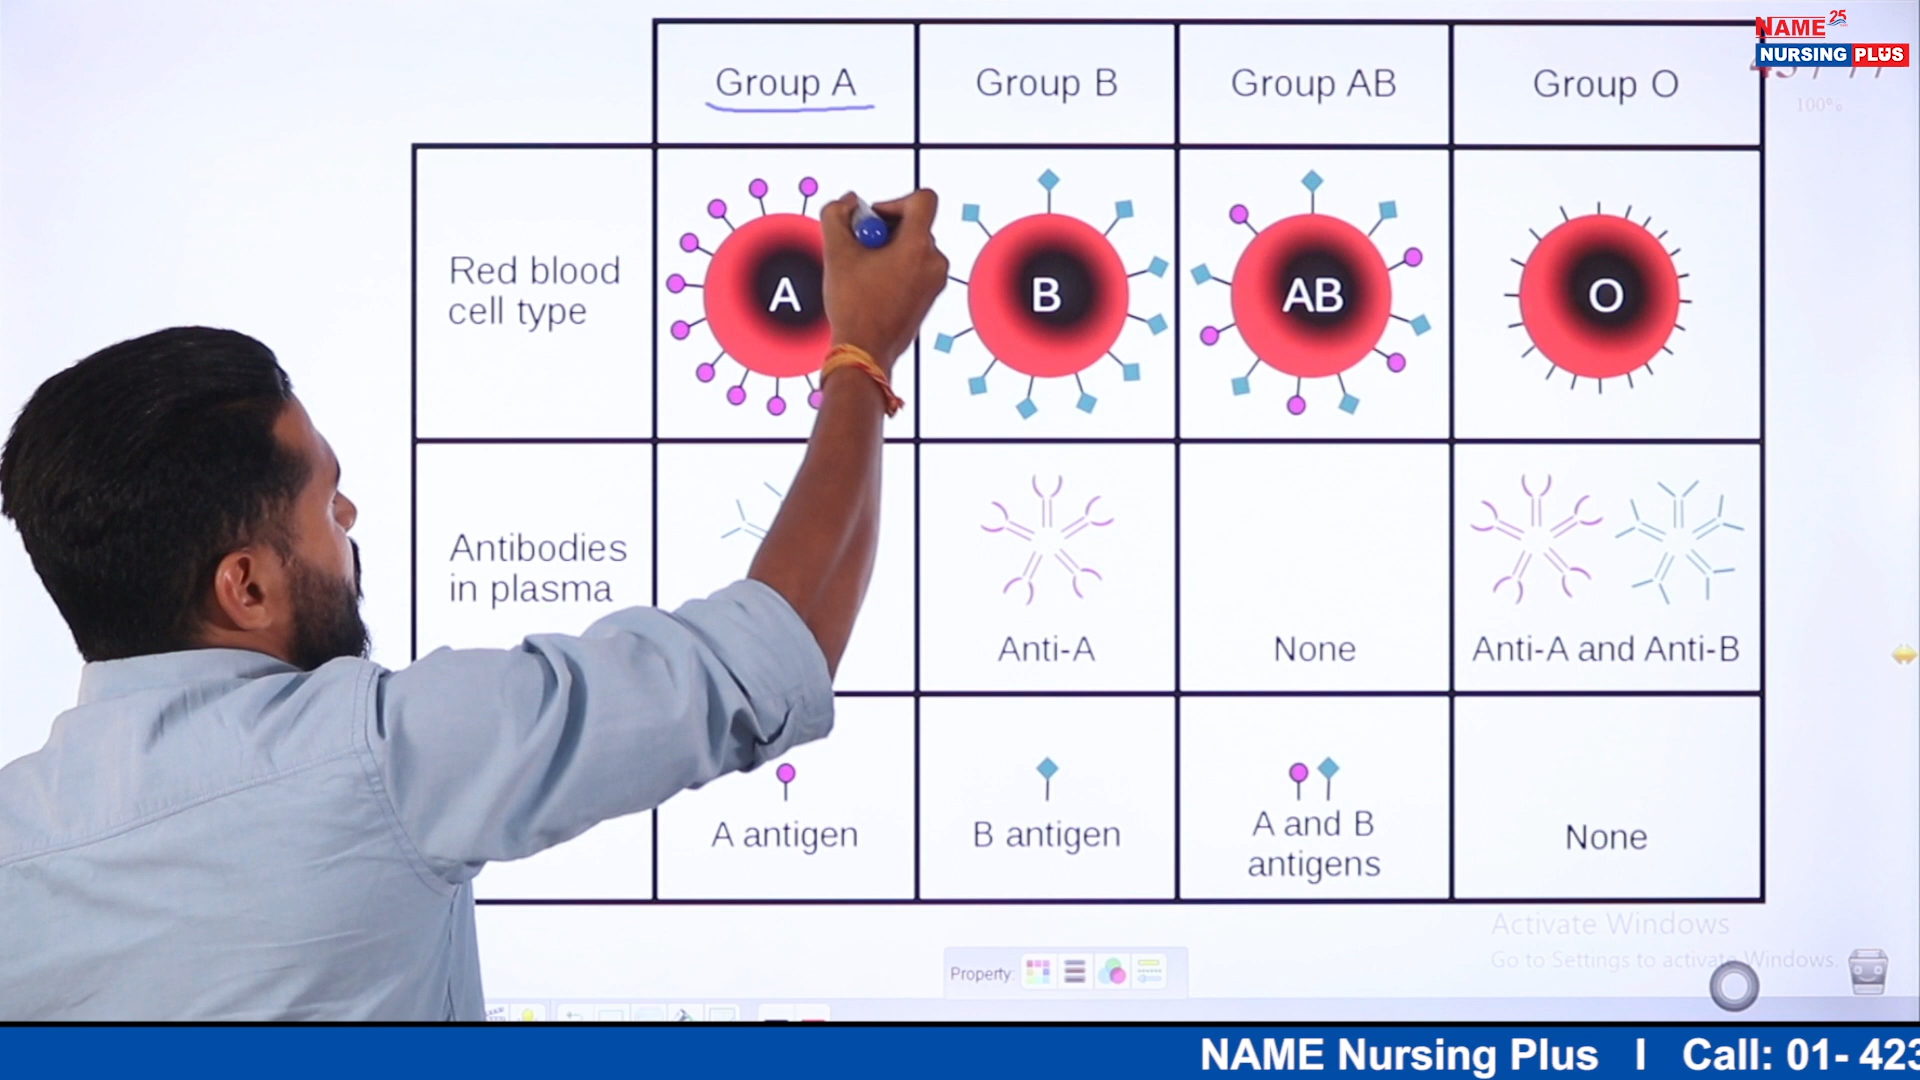 NAME 25
NURSING PLUS
Group A
Group B
Group AB
Group O
100%
Red blood
cell type
A
B
AB
O
Antibodies
in plasma
Anti-A
None
Anti-A and Anti-B
A antigen
B antigen
A and B
antigens
None
Activate Windows
Go to Settings to activate Windows.
Property:
NAME Nursing Plus I Call: 01- 423